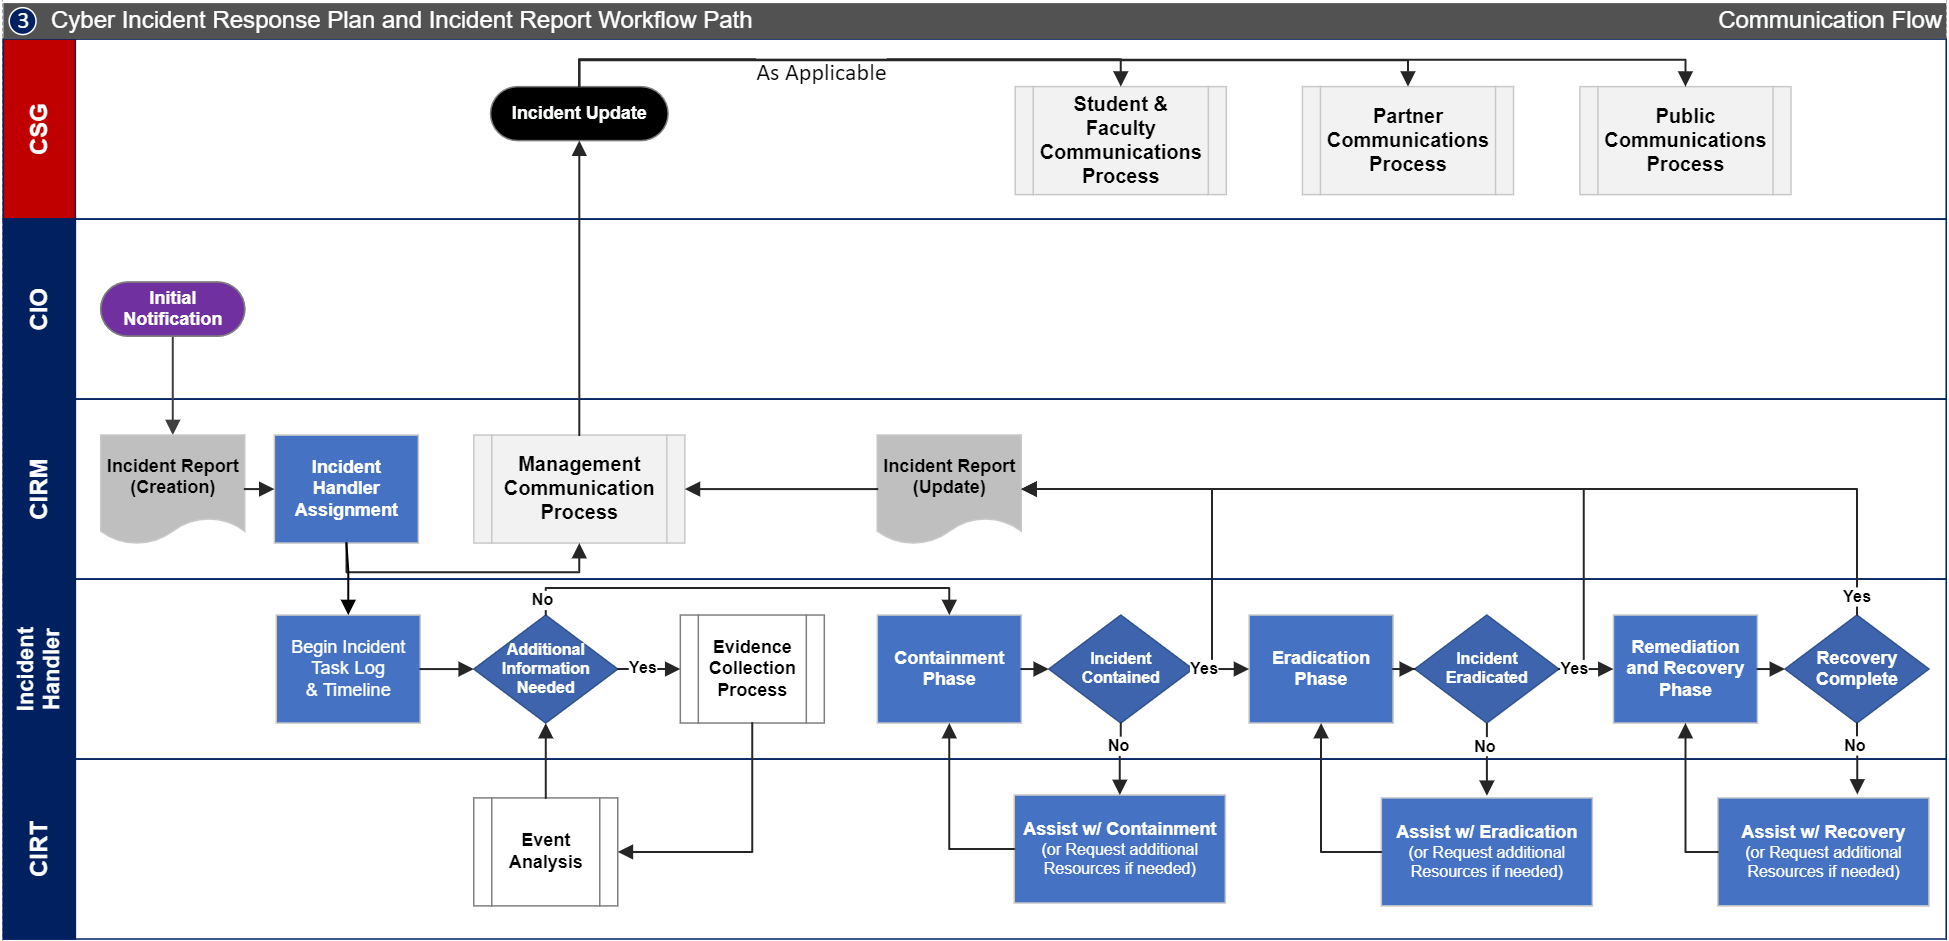 3 Cyber Incident Response Plan and Incident Report Workflow Path
Communication Flow
CSG
Incident Update
As Applicable
Student &
Faculty
Communications
Process
Partner
Communications
Process
Public
Communications
Process
CIO
Initial
Notification
CIRM
Incident Report
(Creation)
Incident
Handler
Assignment
Management
Communication
Process
Incident Report
(Update)
Incident
Handler
Begin Incident
Task Log
& Timeline
No
Additional
Information
Needed
Yes
Evidence
Collection
Process
Containment
Phase
Incident
Contained
Yes
No
Eradication
Phase
Incident
Eradicated
Yes
No
Remediation
and Recovery
Phase
Yes
Recovery
Complete
No
CIRT
Event
Analysis
Assist w/ Containment
(or Request additional
Resources if needed)
Assist w/ Eradication
(or Request additional
Resources if needed)
Assist w/ Recovery
(or Request additional
Resources if needed)